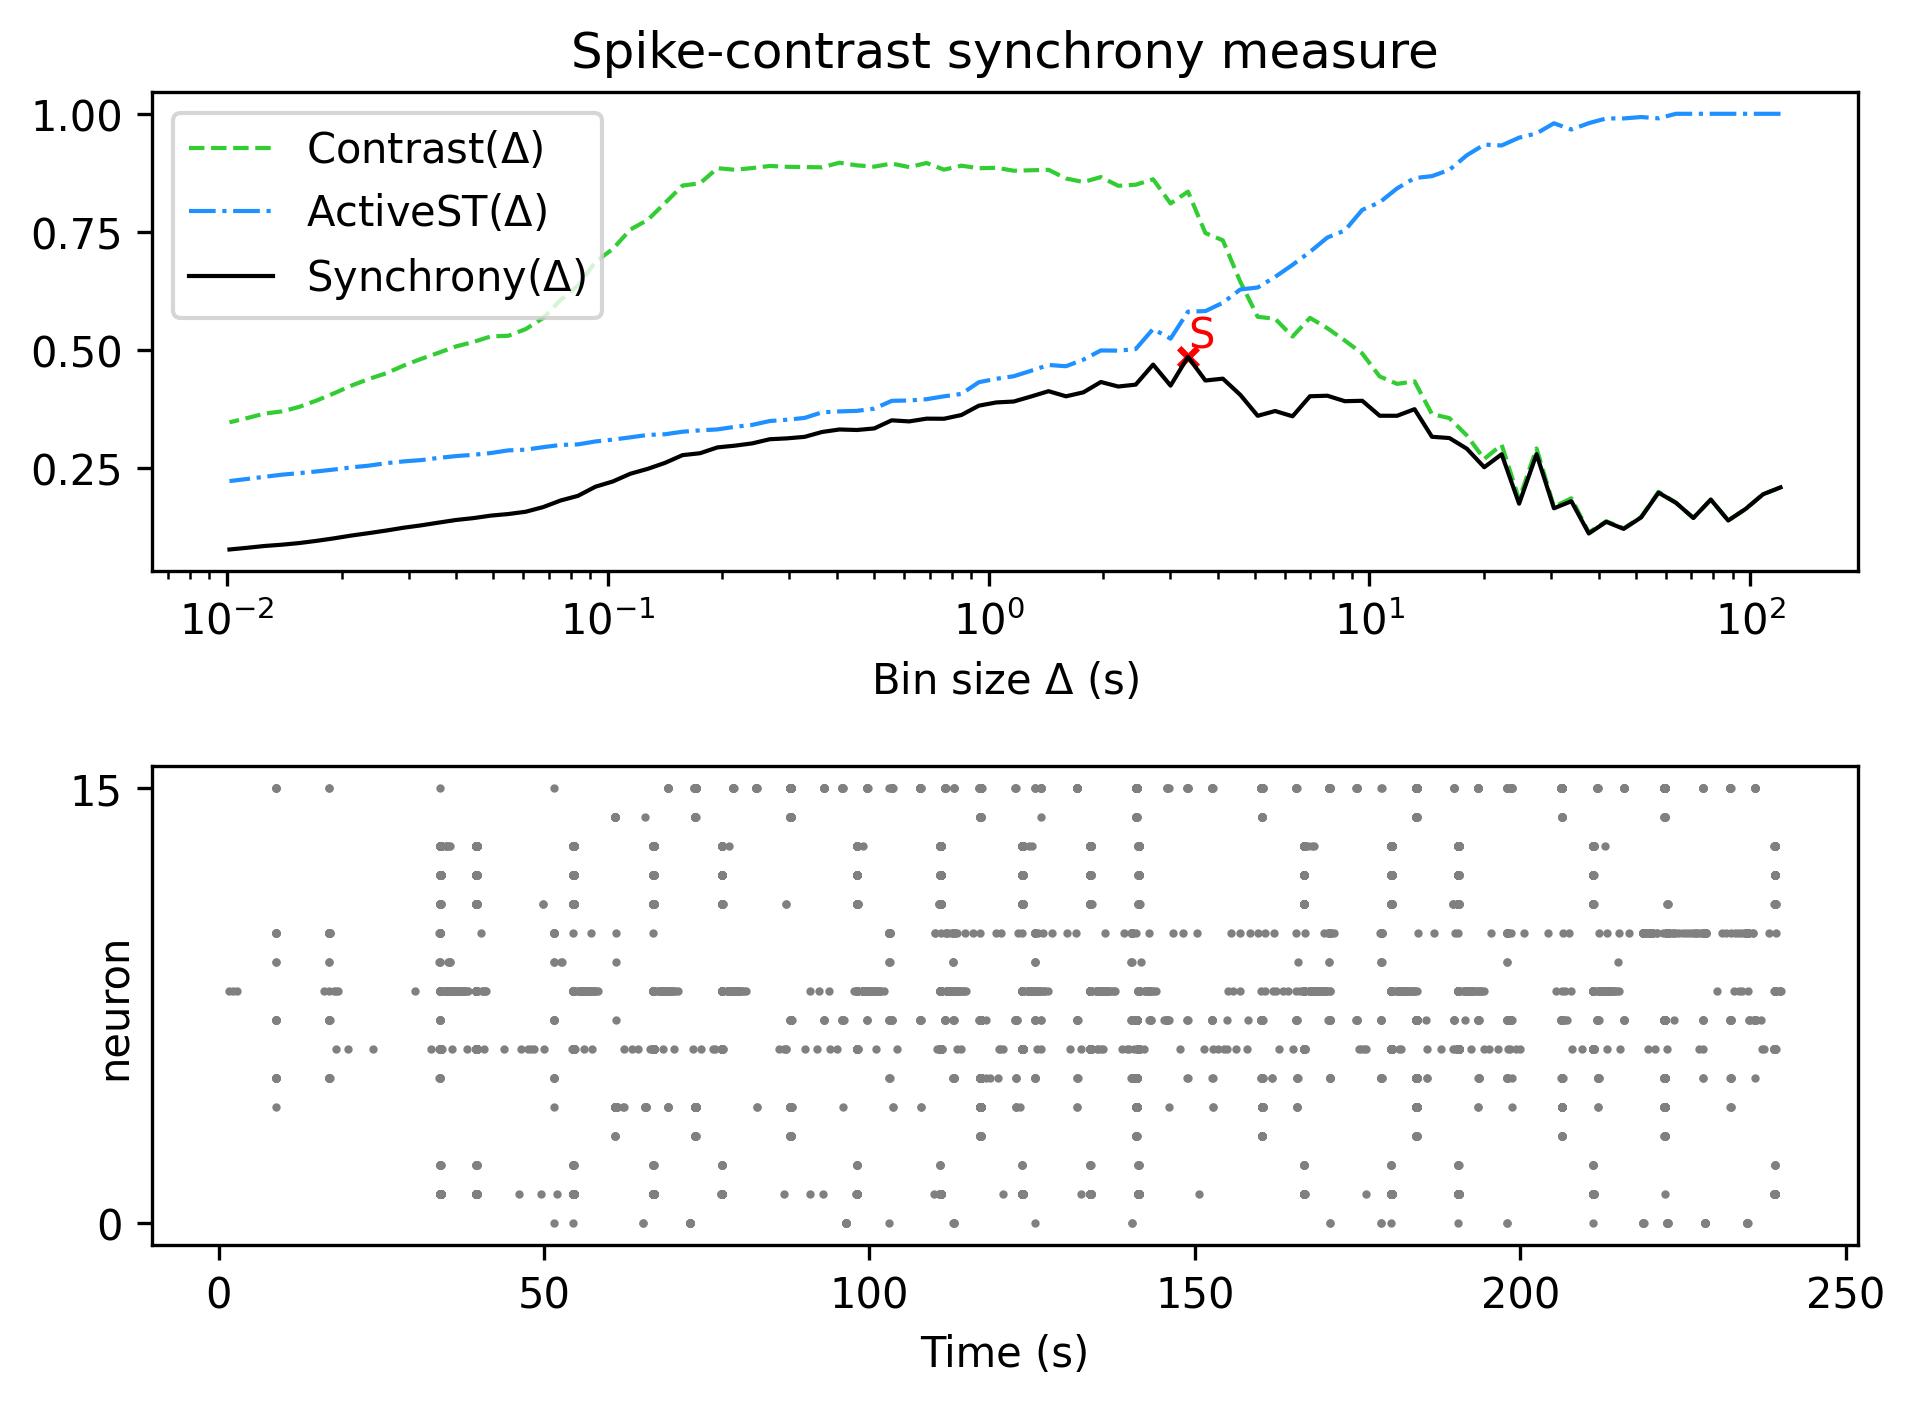 Spike-contrast synchrony measure
1.00
0.75
0.50
0.25
Contrast(Δ)
ActiveST(Δ)
Synchrony(Δ)
S
10⁻² 10⁻¹ 10⁰ 10¹ 10²
Bin size Δ (s)
15
0
neuron
0 50 100 150 200 250
Time (s)